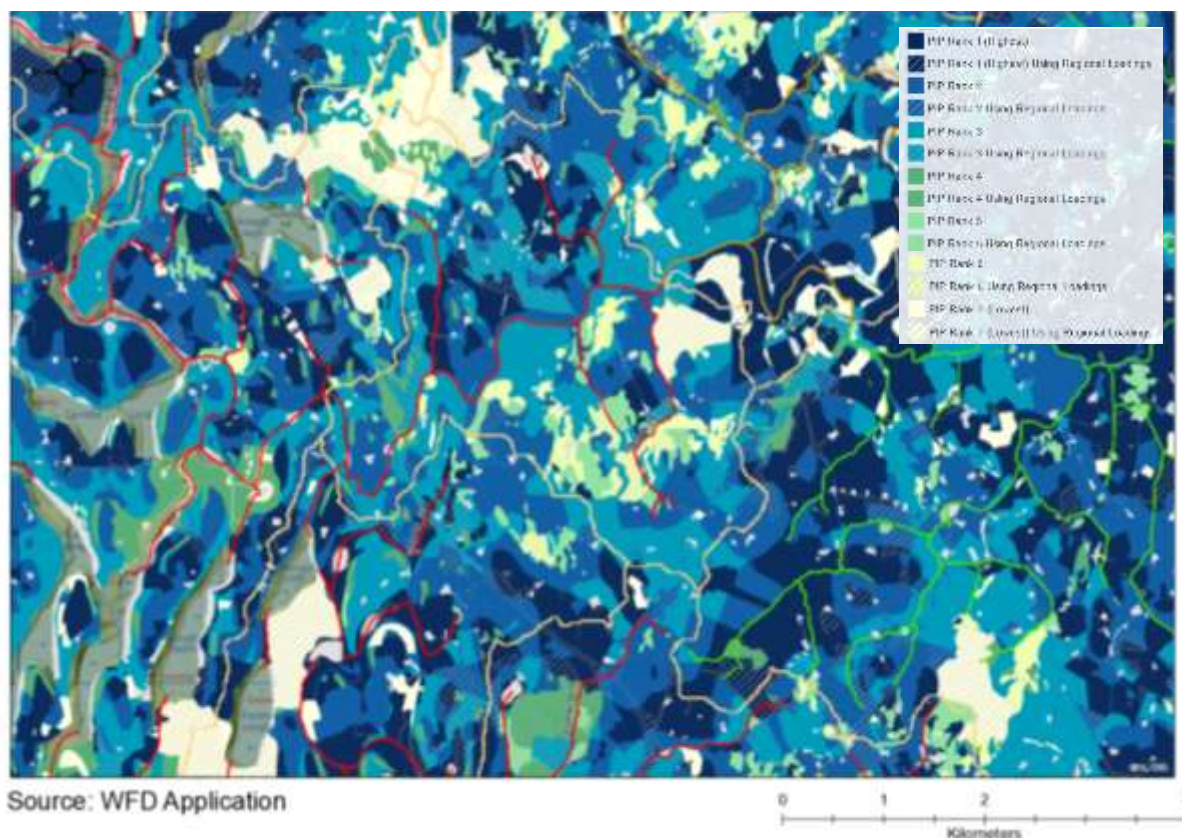 PIP Rank 1 (Highest)
PIP Rank 1 (Highest) Using Regional Loadings
PIP Rank 2
PIP Rank 2 Using Regional Loadings
PIP Rank 3
PIP Rank 3 Using Regional Loadings
PIP Rank 4
PIP Rank 4 Using Regional Loadings
PIP Rank 5
PIP Rank 5 Using Regional Loadings
PIP Rank 6
PIP Rank 6 Using Regional Loadings
PIP Rank 7 (Lowest)
PIP Rank 7 (Lowest) Using Regional Loadings
Source: WFD Application
0 1 2
Kilometers